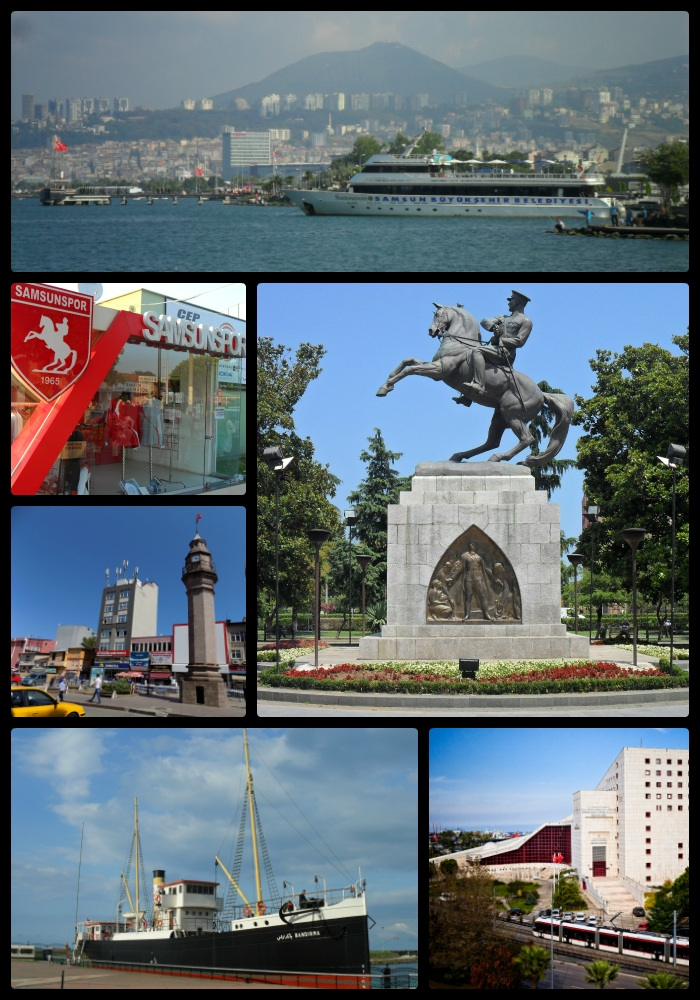 SAMSUN BÜYÜKŞEHİR BELEDİYESİ
SAMSUNSPOR
1965
CEP
SAMSUNSPOR
BANDIRMA